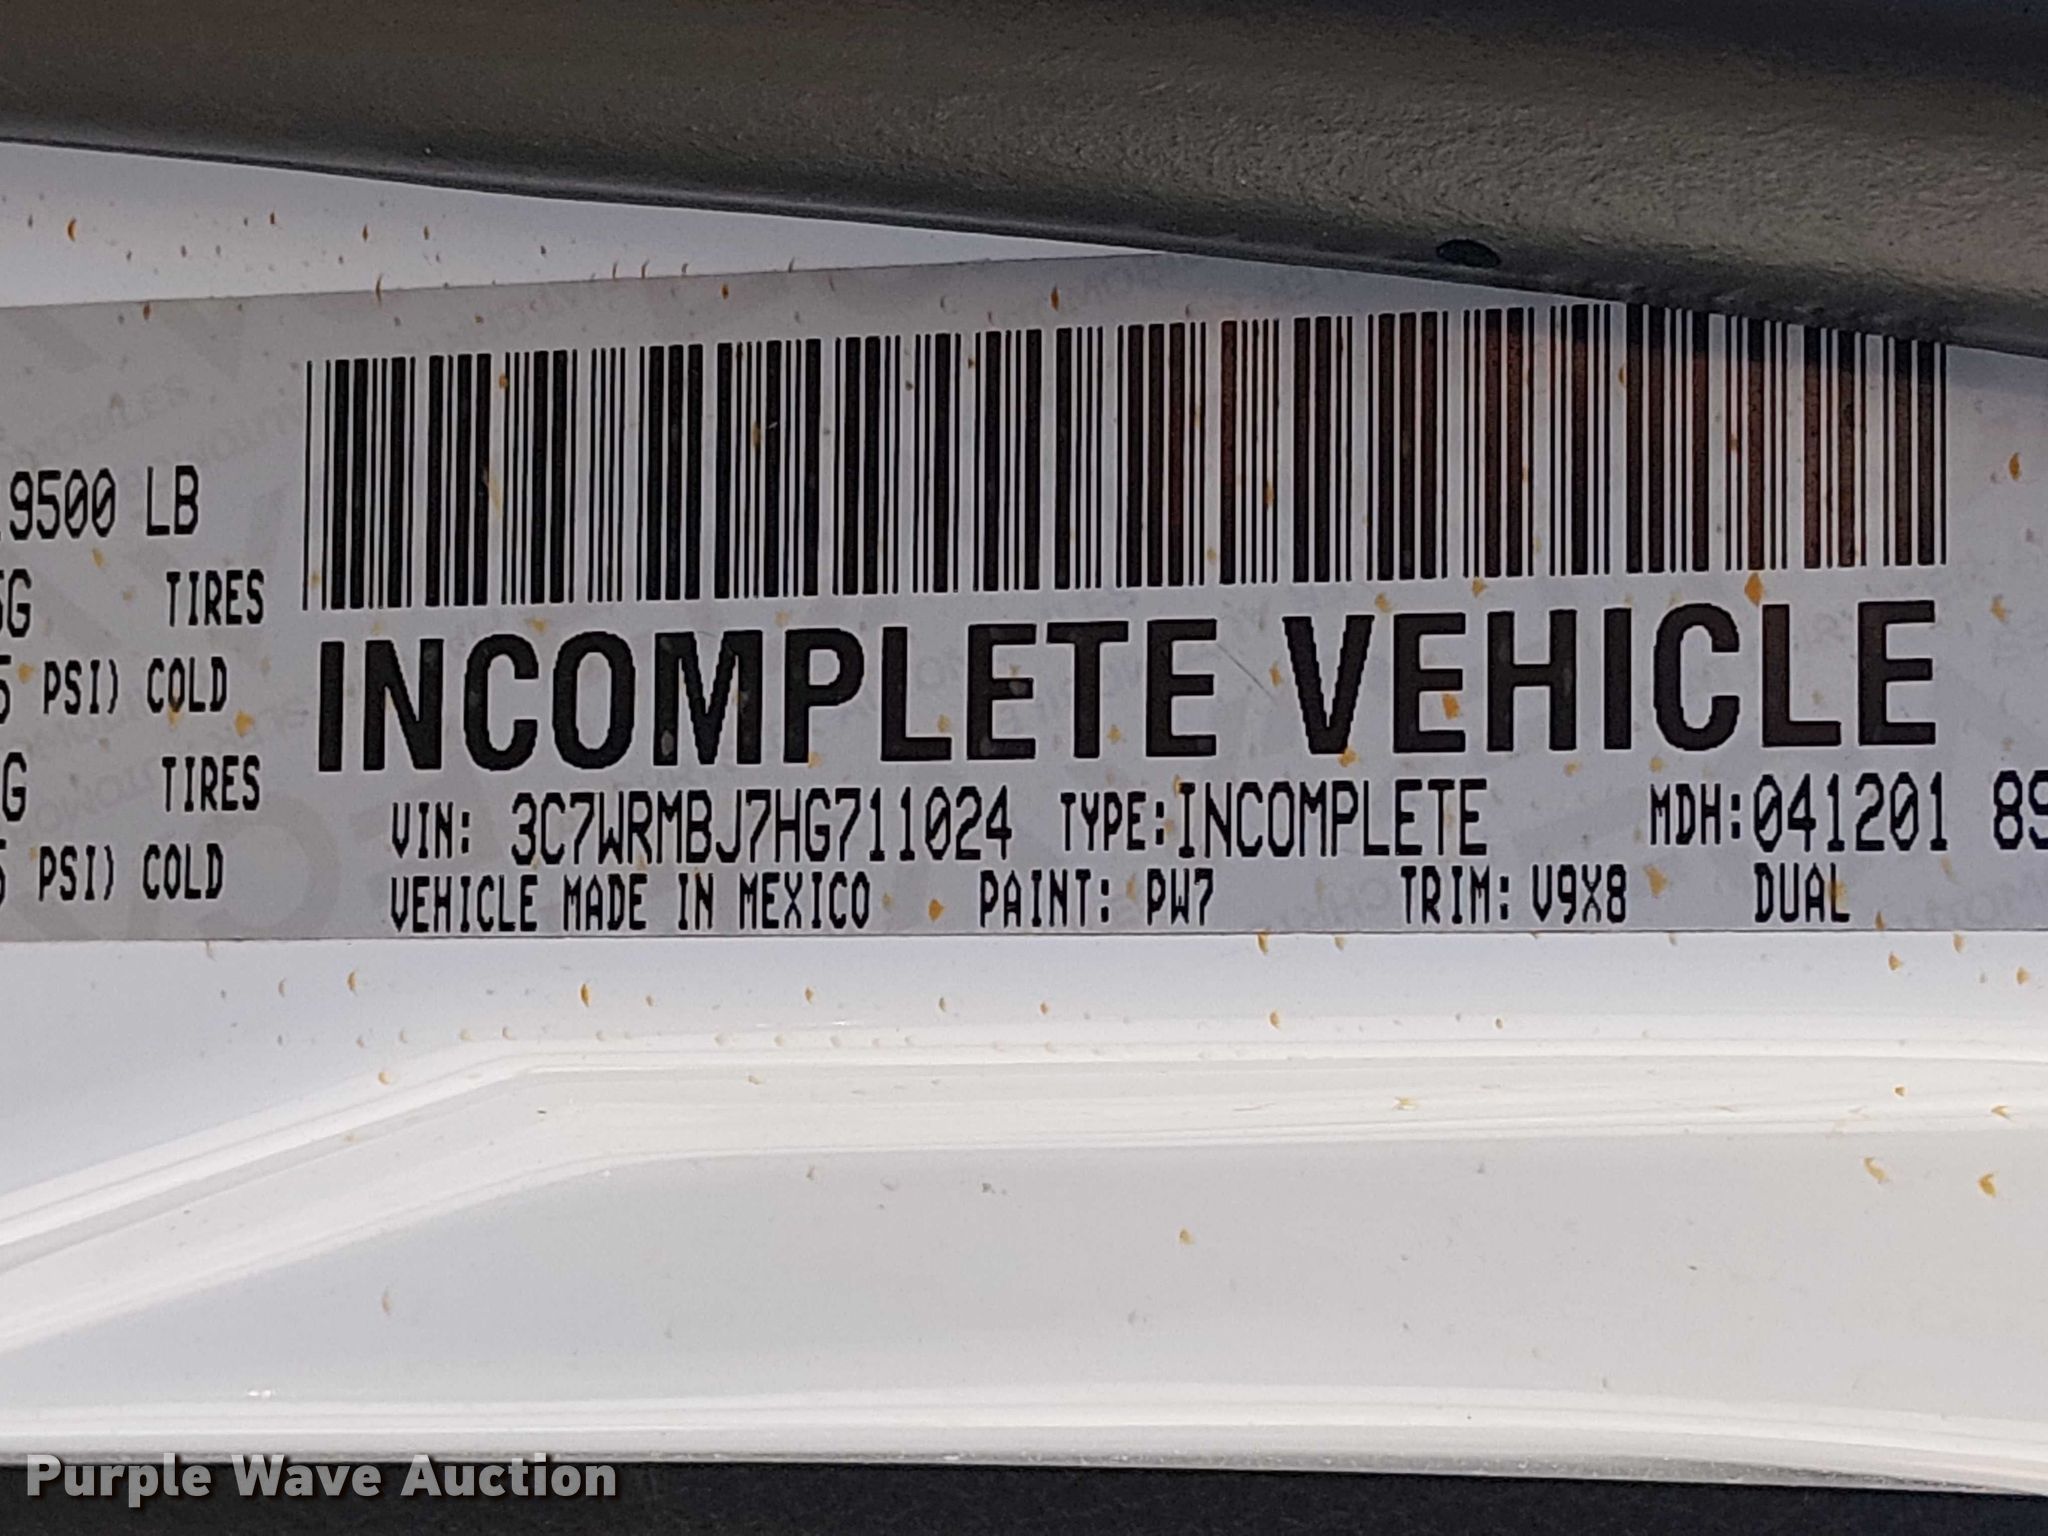 9500 LB
G TIRES
PSI) COLD
G TIRES
PSI) COLD
INCOMPLETE VEHICLE
VIN: 3C7WRMBJ7HG711024 TYPE:INCOMPLETE MDH:041201 89
VEHICLE MADE IN MEXICO PAINT: PW7 TRIM:V9X8 DUAL
Purple Wave Auction